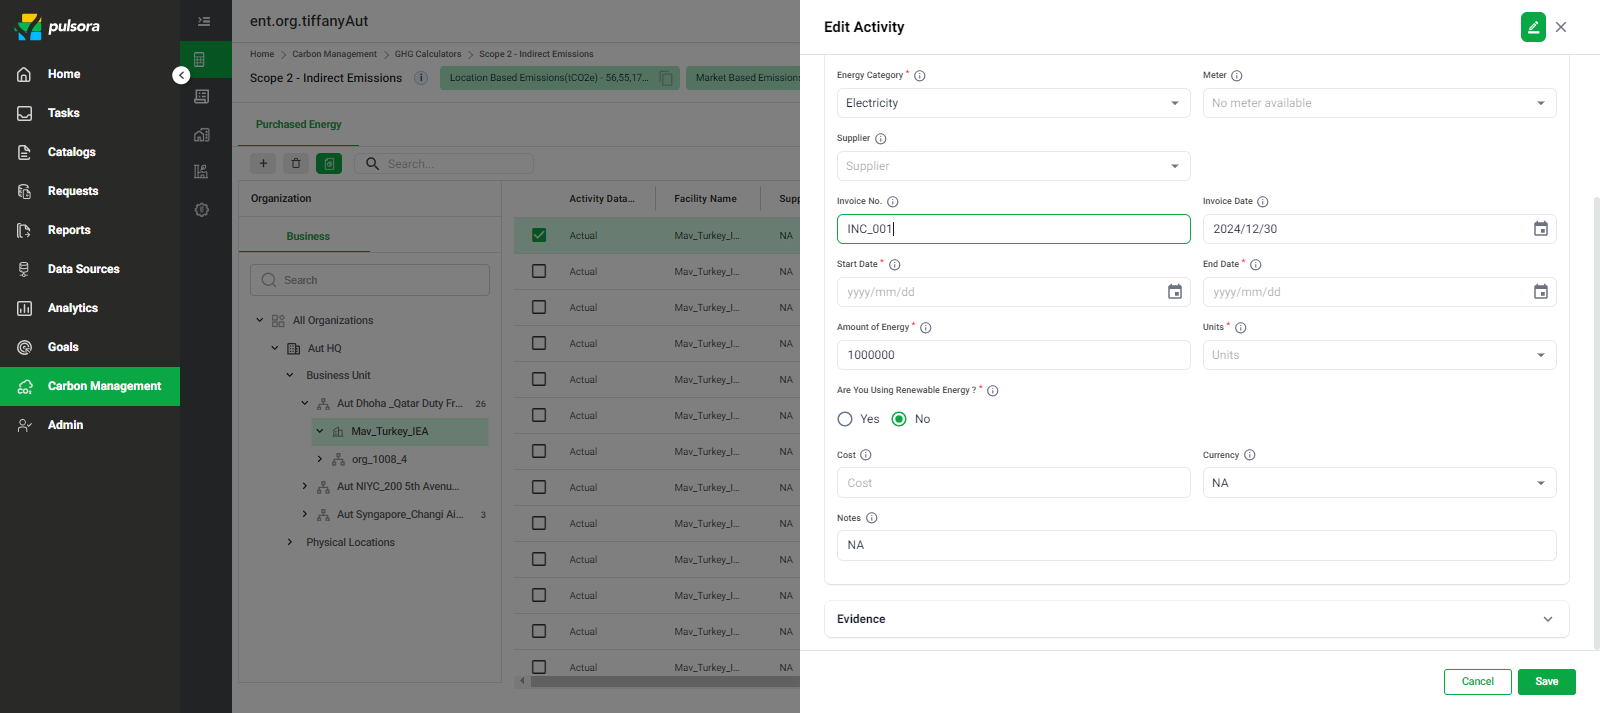 pulsora
Home
Tasks
Catalogs
Requests
Reports
Data Sources
Analytics
Goals
Carbon Management
Admin
ent.org.tiffanyAut
Home > Carbon Management > GHG Calculators > Scope 2 - Indirect Emissions
Scope 2 - Indirect Emissions
Location Based Emissions(tCO2e) - 56,55,17...
Market Based Emissions
Purchased Energy
Search...
Organization
Business
Search
All Organizations
Aut HQ
Business Unit
Aut Dhoha _Qatar Duty Fr... 26
Mav_Turkey_IEA
org_1008_4
Aut NIYC_200 5th Avenu...
Aut Syngapore_Changi Ai... 3
Physical Locations
Activity Data... Facility Name Supp
Actual Mav_Turkey_I... NA
Actual Mav_Turkey_I... NA
Actual Mav_Turkey_I... NA
Actual Mav_Turkey_I... NA
Actual Mav_Turkey_I... NA
Actual Mav_Turkey_I... NA
Actual Mav_Turkey_I... NA
Actual Mav_Turkey_I... NA
Actual Mav_Turkey_I... NA
Actual Mav_Turkey_I... NA
Actual Mav_Turkey_I... NA
Actual Mav_Turkey_I... NA
Actual Mav_Turkey_I... NA
Edit Activity
Energy Category *
Electricity
Meter
No meter available
Supplier
Supplier
Invoice No.
INC_001
Invoice Date
2024/12/30
Start Date *
yyyy/mm/dd
End Date *
yyyy/mm/dd
Amount of Energy *
1000000
Units *
Units
Are You Using Renewable Energy ? *
Yes No
Cost
Cost
Currency
NA
Notes
NA
Evidence
Cancel Save